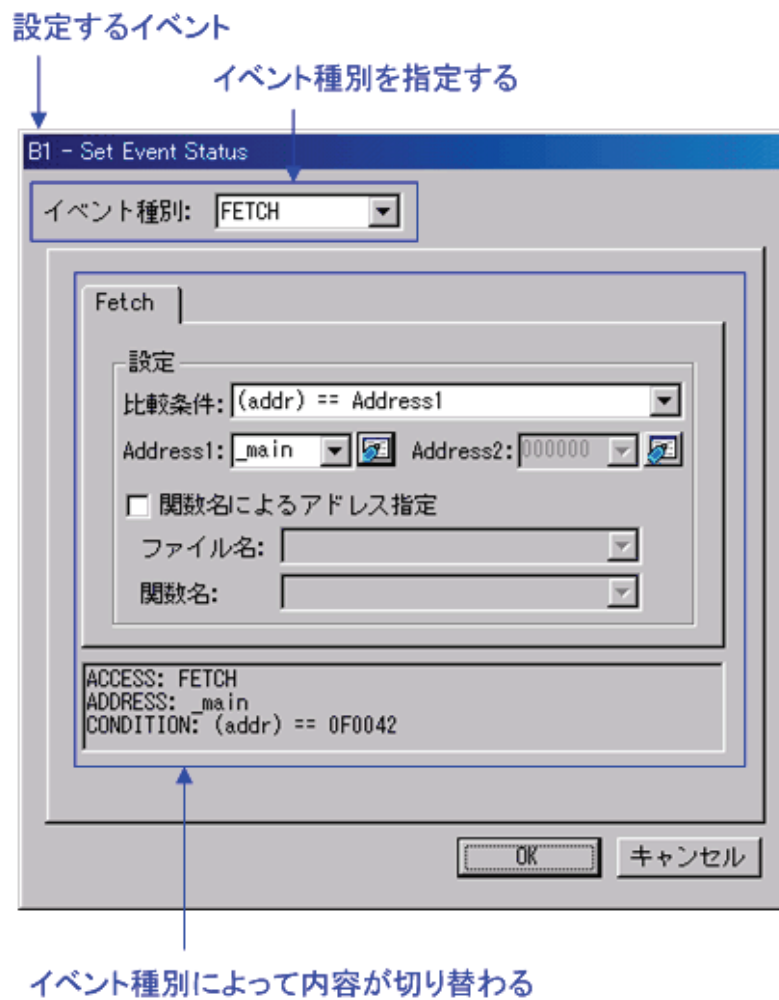 設定するイベント
イベント種別を指定する
B1 - Set Event Status
イベント種別: FETCH
Fetch
設定
比較条件: (addr) == Address1
Address1: _main Address2: 000000
関数名によるアドレス指定
ファイル名:
関数名:
ACCESS: FETCH
ADDRESS: _main
CONDITION: (addr) == 0F0042
OK キャンセル
イベント種別によって内容が切り替わる